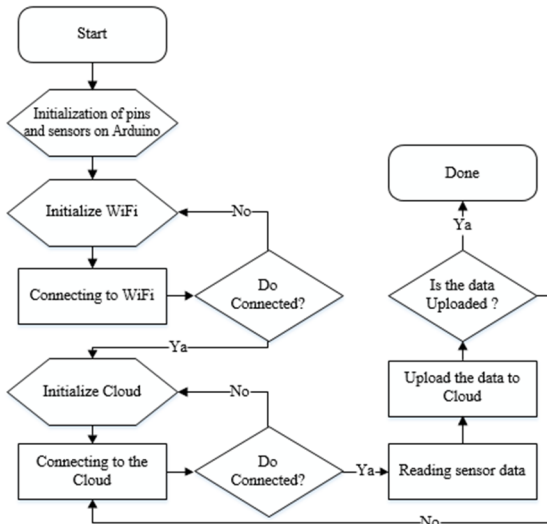 Start
Initialization of pins
and sensors on Arduino
Initialize WiFi
No
Connecting to WiFi
Do
Connected?
Ya
Initialize Cloud
No
Connecting to the
Cloud
Do
Connected?
Ya
Reading sensor data
Upload the data to
Cloud
Is the data
Uploaded ?
Ya
Done
No